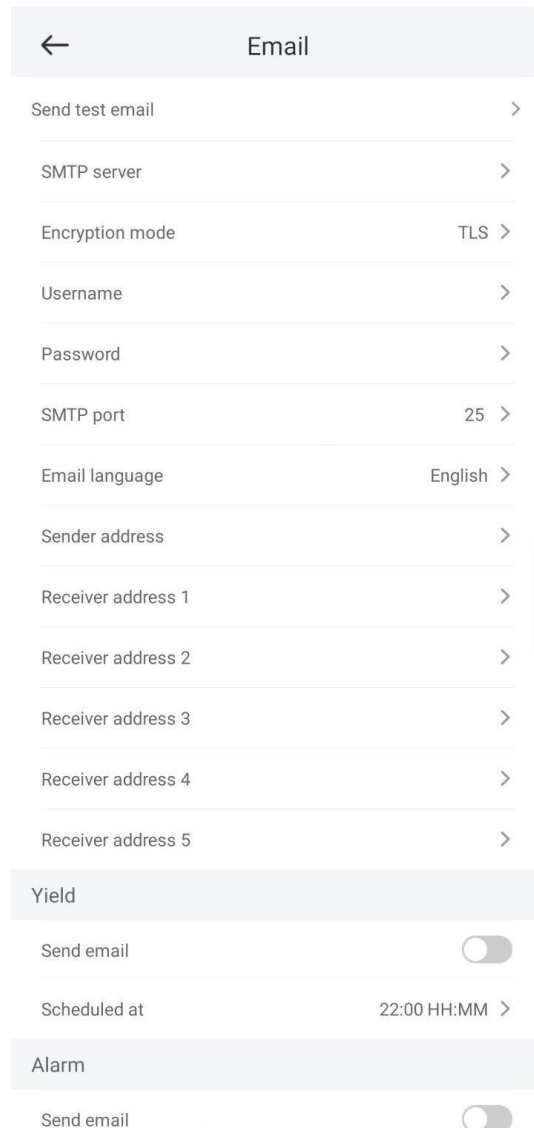 Email
Send test email
SMTP server
Encryption mode TLS
Username
Password
SMTP port 25
Email language English
Sender address
Receiver address 1
Receiver address 2
Receiver address 3
Receiver address 4
Receiver address 5
Yield
Send email
Scheduled at 22:00 HH:MM
Alarm
Send email